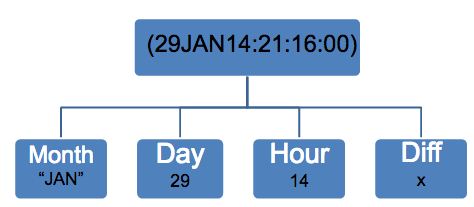 (29JAN14:21:16:00)
Month
“JAN”
Day
29
Hour
14
Diff
x